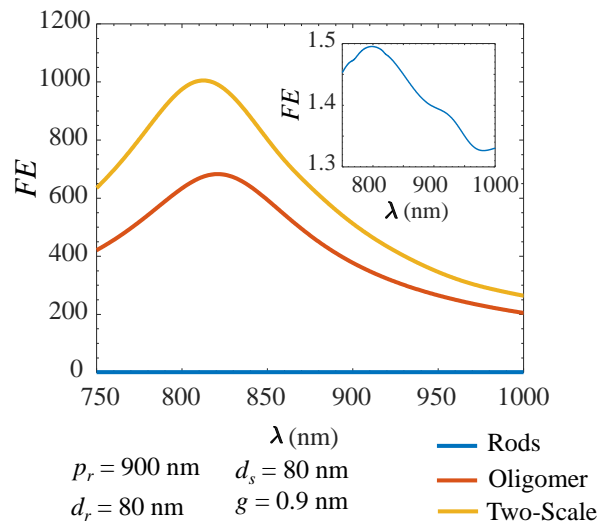 1200
1000
800
600
400
200
0
FE
750
800
850
900
950
1000
λ (nm)
1.5
1.4
1.3
FE
800
900
1000
λ (nm)
p_r = 900 nm
d_s = 80 nm
d_r = 80 nm
g = 0.9 nm
Rods
Oligomer
Two-Scale